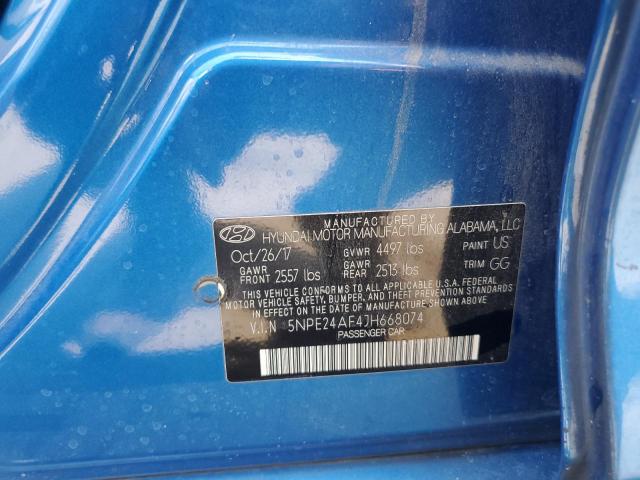 MANUFACTURED BY
HYUNDAI MOTOR MANUFACTURING ALABAMA, LLC
Oct/26/17 GVWR 4497 lbs PAINT US
GAWR FRONT 2557 lbs GAWR REAR 2513 lbs TRIM GG
THIS VEHICLE CONFORMS TO ALL APPLICABLE U.S. FEDERAL
MOTOR VEHICLE SAFETY, BUMPER, AND THEFT PREVENTION STANDARDS
IN EFFECT ON THE DATE OF MANUFACTURE SHOWN ABOVE.
V.I.N 5NPE24AF4JH668074
PASSENGER CAR